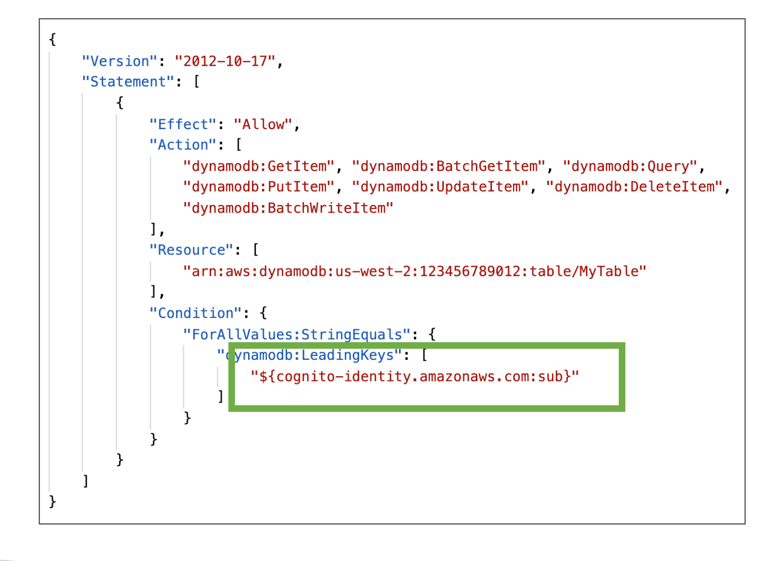 {
"Version": "2012-10-17",
"Statement": [
{
"Effect": "Allow",
"Action": [
"dynamodb:GetItem", "dynamodb:BatchGetItem", "dynamodb:Query",
"dynamodb:PutItem", "dynamodb:UpdateItem", "dynamodb:DeleteItem",
"dynamodb:BatchWriteItem"
],
"Resource": [
"arn:aws:dynamodb:us-west-2:123456789012:table/MyTable"
],
"Condition": {
"ForAllValues:StringEquals": {
"dynamodb:LeadingKeys": [
"${cognito-identity.amazonaws.com:sub}"
]
}
}
}
]
}